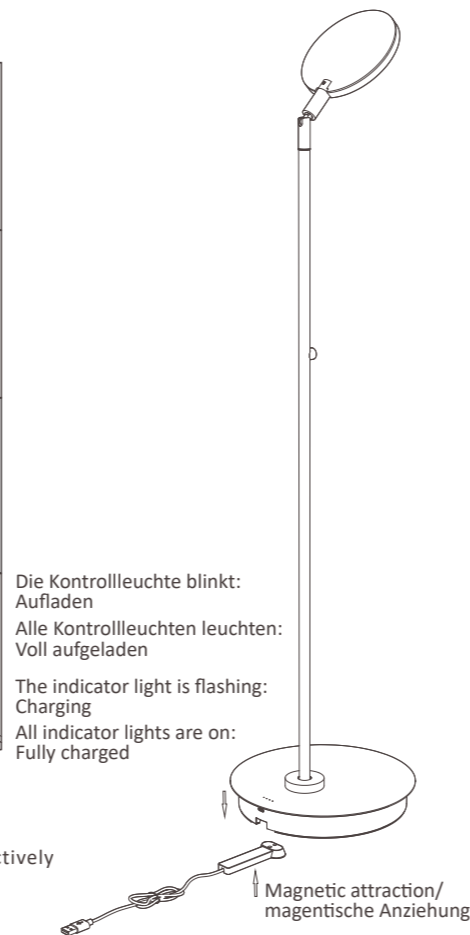 Die Kontrollleuchte blinkt:
Aufladen
Alle Kontrollleuchten leuchten:
Voll aufgeladen
The indicator light is flashing:
Charging
All indicator lights are on:
Fully charged
ctively
Magnetic attraction/
magentische Anziehung